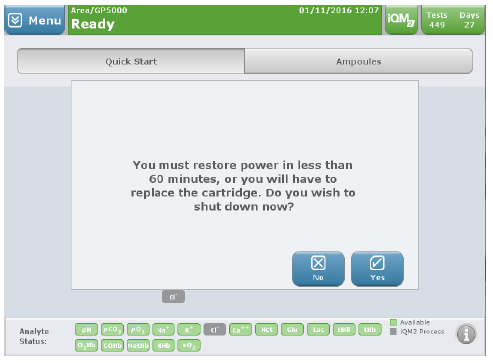 Menu
Area/GP5000
01/11/2016 12:07
Ready
iQM2
Tests
449
Days
27
Quick Start
Ampoules
You must restore power in less than
60 minutes, or you will have to
replace the cartridge. Do you wish to
shut down now?
No
Yes
Cl⁻
Analyte
Status:
pH pCO₂ pO₂ Na⁺ K⁺ Cl⁻ Ca⁺⁺ Hct Glu Lac tBili tHb
O₂Hb COHb MetHb HHb sO₂
Available
iQM2 Process